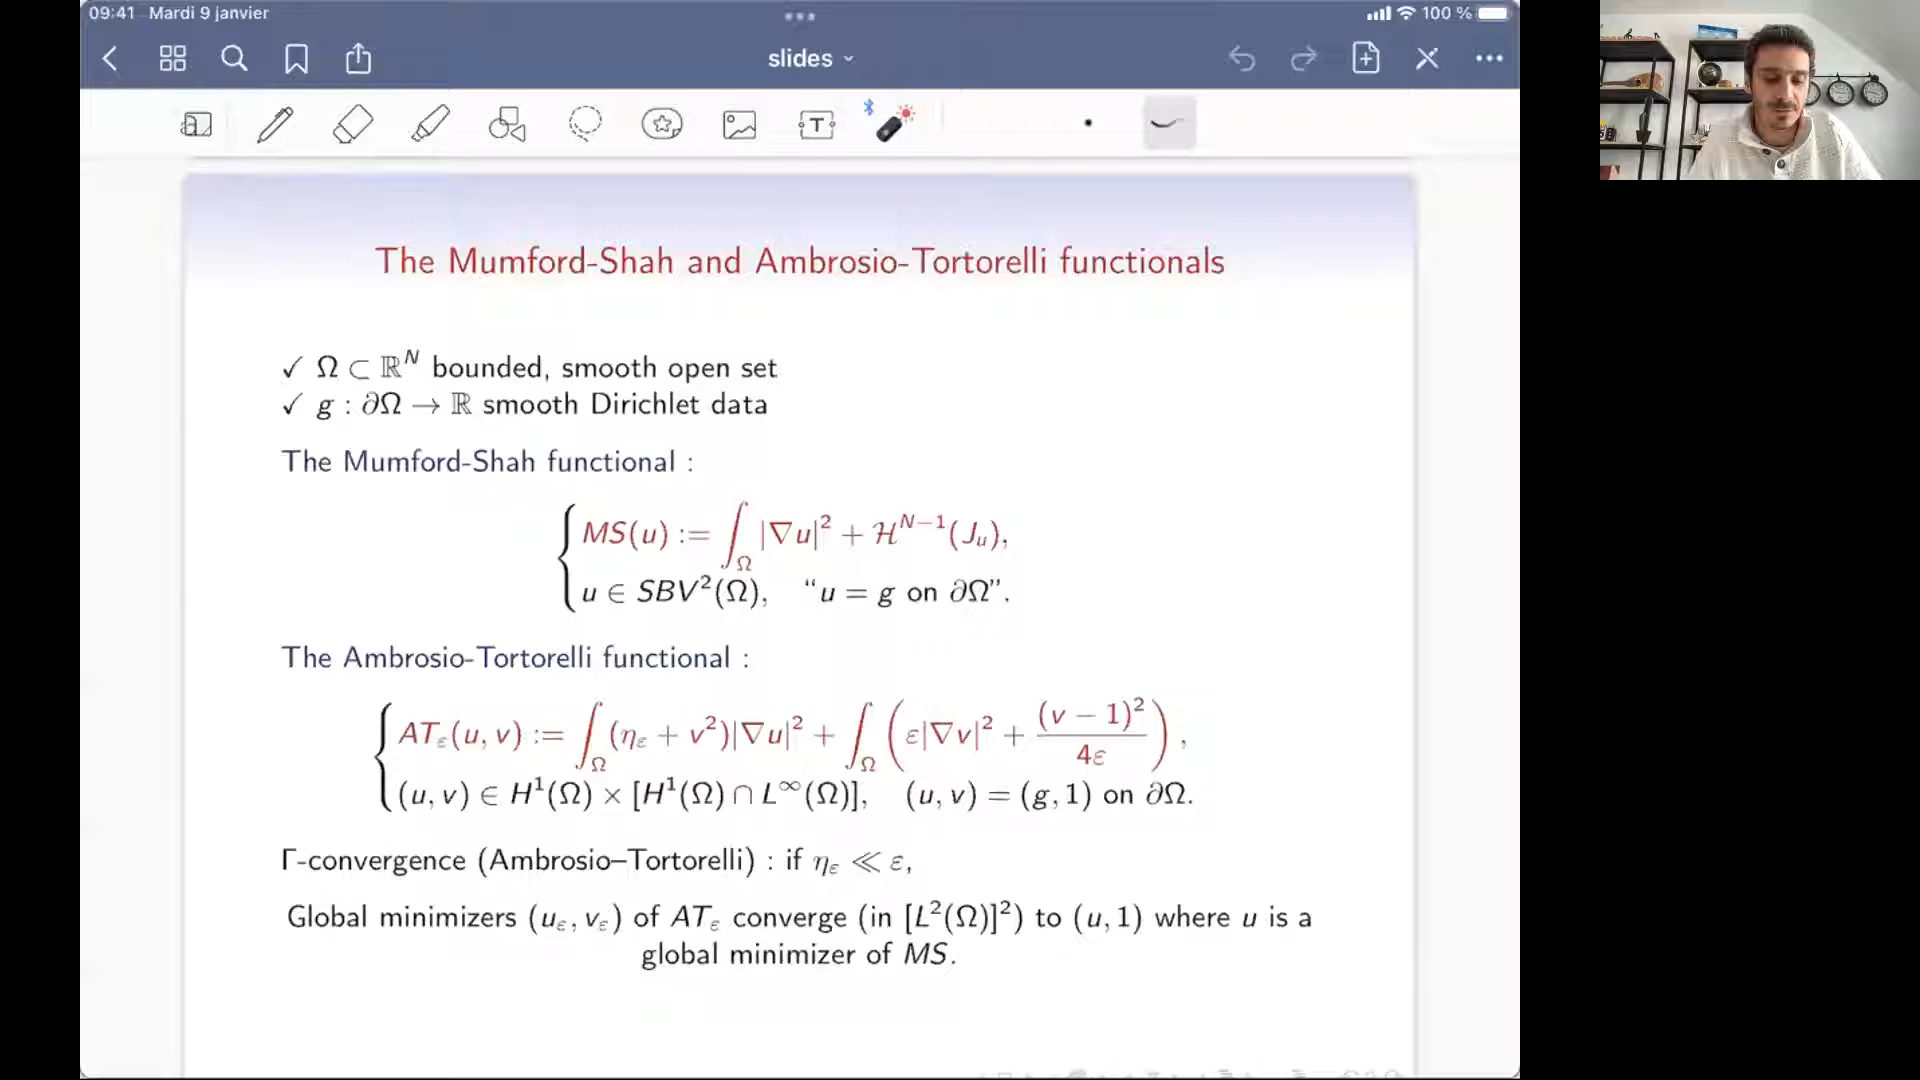 09:41 Mardi 9 janvier
100 %
slides
T
The Mumford-Shah and Ambrosio-Tortorelli functionals
✓ Ω ⊂ ℝᴺ bounded, smooth open set
✓ g : ∂Ω → ℝ smooth Dirichlet data
The Mumford-Shah functional :
MS(u) := ∫_Ω |∇u|² + ℋ^{N−1}(J_u),
u ∈ SBV²(Ω), “u = g on ∂Ω”.
The Ambrosio-Tortorelli functional :
AT_ε(u, v) := ∫_Ω (η_ε + v²)|∇u|² + ∫_Ω (ε|∇v|² + (v − 1)²/4ε),
(u, v) ∈ H¹(Ω) × [H¹(Ω) ∩ L^∞(Ω)], (u, v) = (g, 1) on ∂Ω.
Γ-convergence (Ambrosio–Tortorelli) : if η_ε ≪ ε,
Global minimizers (u_ε, v_ε) of AT_ε converge (in [L²(Ω)]²) to (u, 1) where u is a
global minimizer of MS.